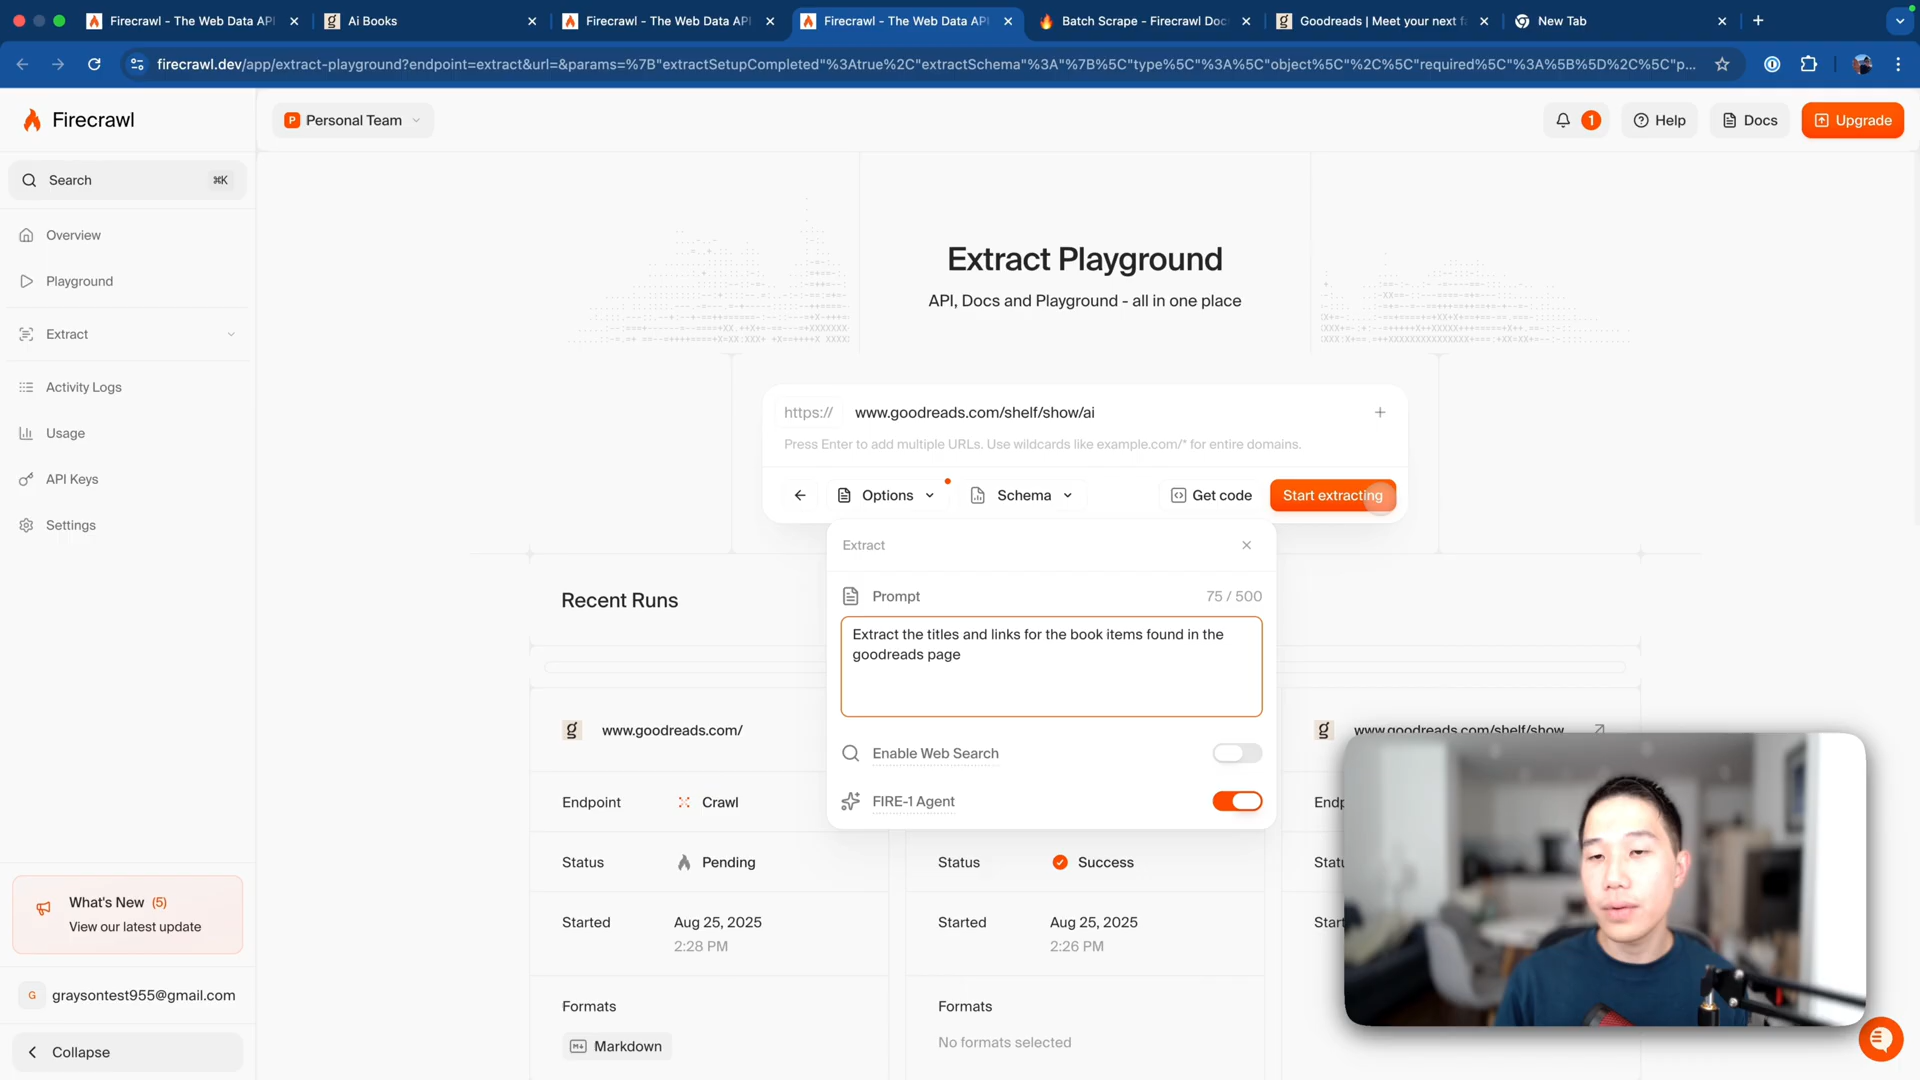 Firecrawl - The Web Data API
Ai Books
Firecrawl - The Web Data API
Firecrawl - The Web Data API
Batch Scrape - Firecrawl Doc
Goodreads | Meet your next fa
New Tab
firecrawl.dev/app/extract-playground?endpoint=extract&url=&params=%7B"extractSetupCompleted"%3Atrue%2C"extractSchema"%3A"%7B%5C"type%5C"%3A%5C"object%5C"%2C%5C"required%5C"%3A%5B%5D%2C%5C"p...
Firecrawl
P Personal Team
1
Help
Docs
Upgrade
Search
⌘K
Overview
Playground
Extract
Activity Logs
Usage
API Keys
Settings
Extract Playground
API, Docs and Playground - all in one place
https://
www.goodreads.com/shelf/show/ai
Press Enter to add multiple URLs. Use wildcards like example.com/* for entire domains.
Options
Schema
Get code
Start extracting
Extract
Prompt
75 / 500
Extract the titles and links for the book items found in the
goodreads page
Enable Web Search
FIRE-1 Agent
Recent Runs
g
www.goodreads.com/
Endpoint
Crawl
Status
Pending
Started
Aug 25, 2025
2:28 PM
Formats
Markdown
Status
Success
Started
Aug 25, 2025
2:26 PM
Formats
No formats selected
g
www.goodreads.com/shelf/show
Endp
Statu
Start
What's New (5)
View our latest update
G
graysontest955@gmail.com
Collapse